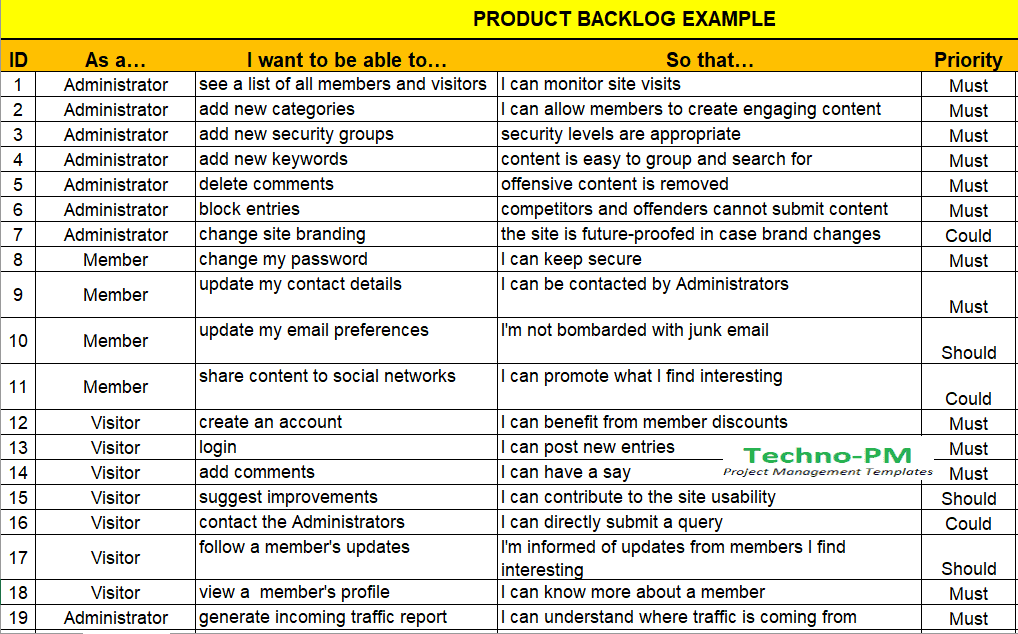 PRODUCT BACKLOG EXAMPLE
ID As a… I want to be able to… So that… Priority
1 Administrator see a list of all members and visitors I can monitor site visits Must
2 Administrator add new categories I can allow members to create engaging content Must
3 Administrator add new security groups security levels are appropriate Must
4 Administrator add new keywords content is easy to group and search for Must
5 Administrator delete comments offensive content is removed Must
6 Administrator block entries competitors and offenders cannot submit content Must
7 Administrator change site branding the site is future-proofed in case brand changes Could
8 Member change my password I can keep secure Must
9 Member update my contact details I can be contacted by Administrators Must
10 Member update my email preferences I'm not bombarded with junk email Should
11 Member share content to social networks I can promote what I find interesting Could
12 Visitor create an account I can benefit from member discounts Must
13 Visitor login I can post new entries Must
14 Visitor add comments I can have a say Must
Techno-PM
Project Management Templates
15 Visitor suggest improvements I can contribute to the site usability Should
16 Visitor contact the Administrators I can directly submit a query Could
17 Visitor follow a member's updates I'm informed of updates from members I find
interesting Should
18 Visitor view a  member's profile I can know more about a member Must
19 Administrator generate incoming traffic report I can understand where traffic is coming from Must